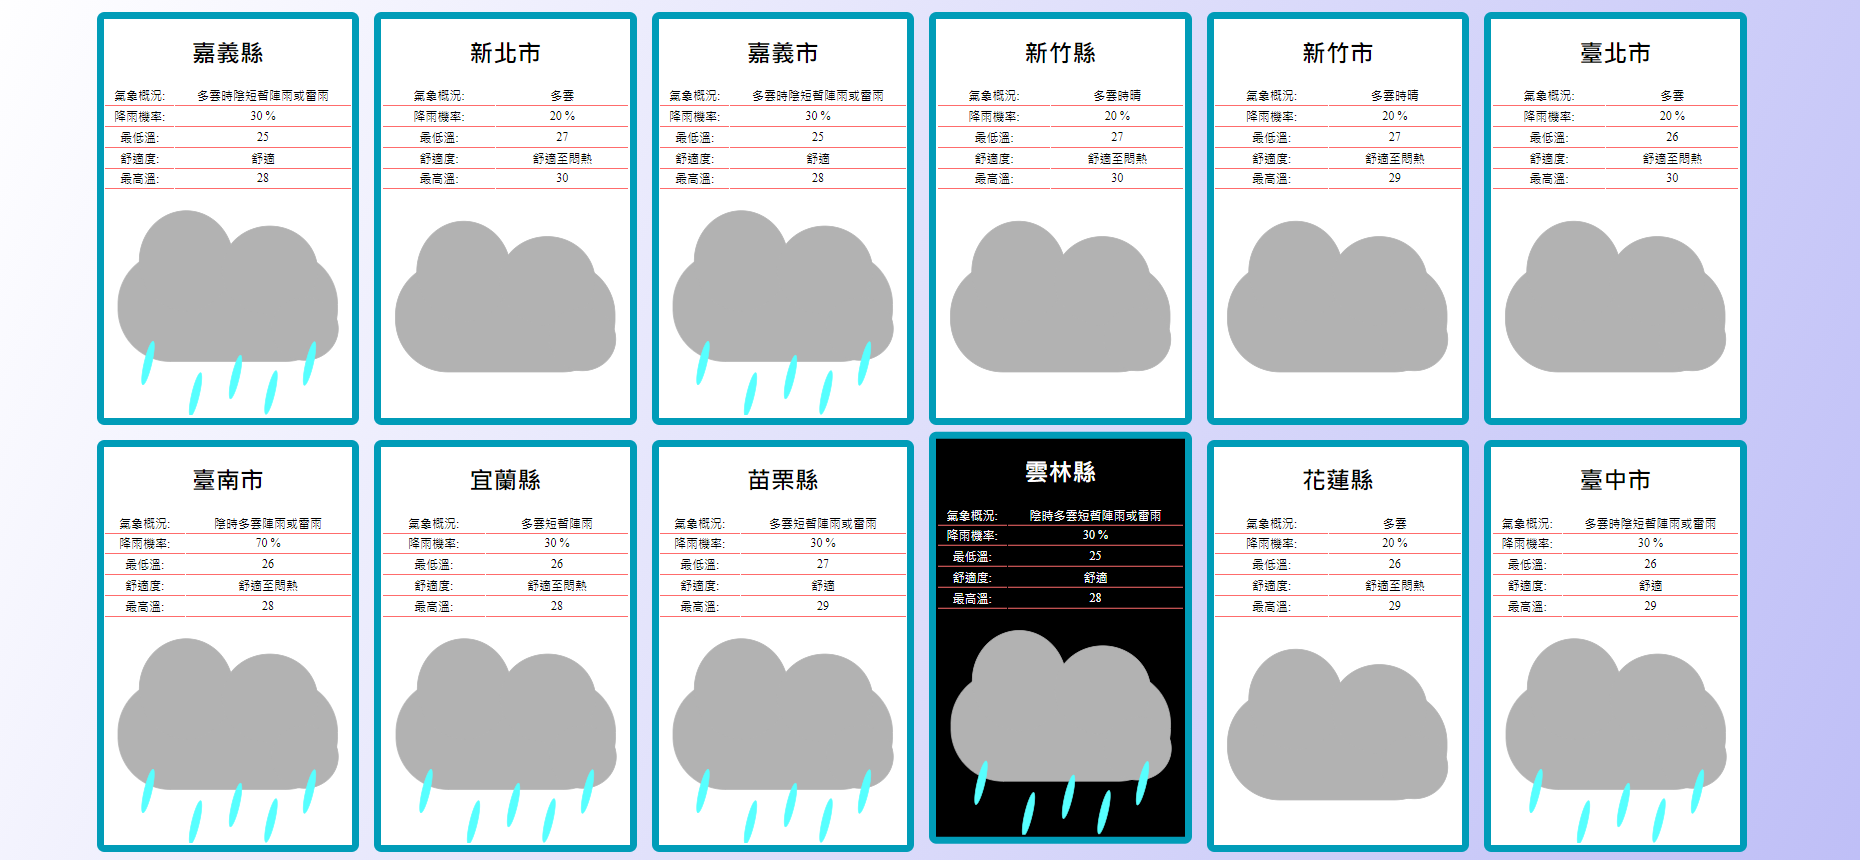 嘉義縣
氣象概況: 多雲時陰短暫陣雨或雷雨
降雨機率: 30 %
最低溫: 25
舒適度: 舒適
最高溫: 28
新北市
氣象概況: 多雲
降雨機率: 20 %
最低溫: 27
舒適度: 舒適至悶熱
最高溫: 30
嘉義市
氣象概況: 多雲時陰短暫陣雨或雷雨
降雨機率: 30 %
最低溫: 25
舒適度: 舒適
最高溫: 28
新竹縣
氣象概況: 多雲時晴
降雨機率: 20 %
最低溫: 27
舒適度: 舒適至悶熱
最高溫: 30
新竹市
氣象概況: 多雲時晴
降雨機率: 20 %
最低溫: 27
舒適度: 舒適至悶熱
最高溫: 29
臺北市
氣象概況: 多雲
降雨機率: 20 %
最低溫: 26
舒適度: 舒適至悶熱
最高溫: 30
臺南市
氣象概況: 陰時多雲陣雨或雷雨
降雨機率: 70 %
最低溫: 26
舒適度: 舒適至悶熱
最高溫: 28
宜蘭縣
氣象概況: 多雲短暫陣雨
降雨機率: 30 %
最低溫: 26
舒適度: 舒適至悶熱
最高溫: 28
苗栗縣
氣象概況: 多雲短暫陣雨或雷雨
降雨機率: 30 %
最低溫: 27
舒適度: 舒適
最高溫: 29
雲林縣
氣象概況: 陰時多雲短暫陣雨或雷雨
降雨機率: 30 %
最低溫: 25
舒適度: 舒適
最高溫: 28
花蓮縣
氣象概況: 多雲
降雨機率: 20 %
最低溫: 26
舒適度: 舒適至悶熱
最高溫: 29
臺中市
氣象概況: 多雲時陰短暫陣雨或雷雨
降雨機率: 30 %
最低溫: 26
舒適度: 舒適
最高溫: 29